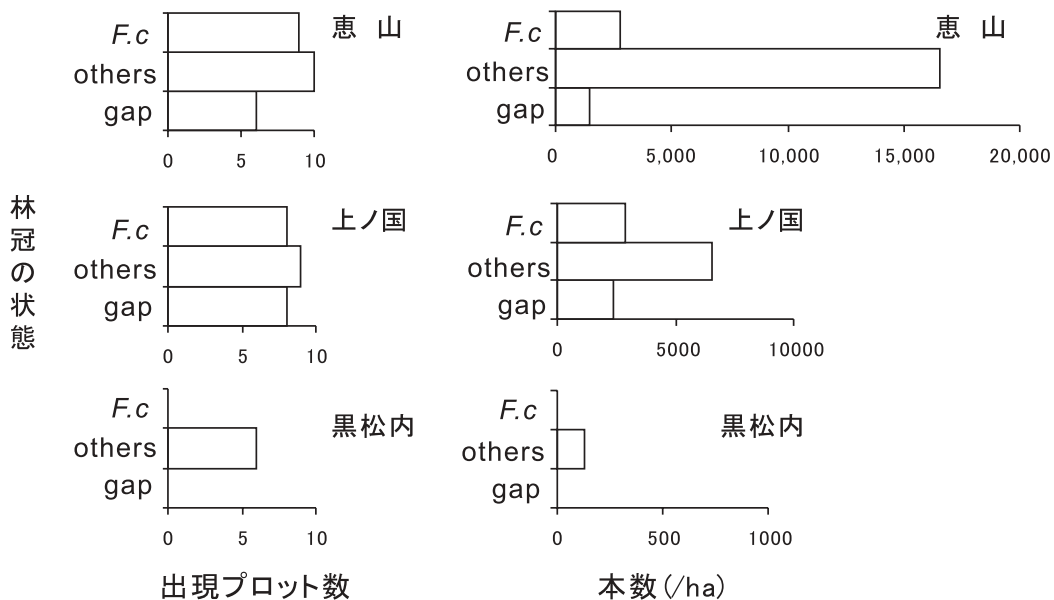 林冠の状態
恵 山
F.c
others
gap
0 5 10
恵 山
F.c
others
gap
0 5,000 10,000 15,000 20,000
上ノ国
F.c
others
gap
0 5 10
上ノ国
F.c
others
gap
0 5000 10000
黒松内
F.c
others
gap
0 5 10
黒松内
F.c
others
gap
0 500 1000
出現プロット数
本数(/ha)